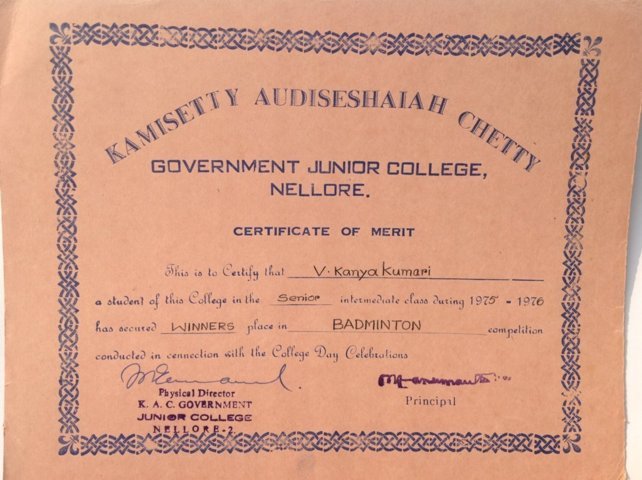 KAMISETTY AUDISESHAIAH CHETTY
GOVERNMENT JUNIOR COLLEGE,
NELLORE.
CERTIFICATE OF MERIT
This is to Certify that V. Kanya Kumari
a student of this College in the Senior intermediate class during 1975 - 1976
has secured WINNERS place in BADMINTON competition
conducted in cennection with the College Day Celebrations
Physical Director
K. A. C. GOVERNMENT
JUNIOR COLLEGE
NELLORE-2.
Principal